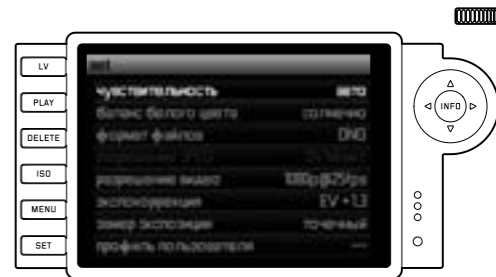 LV
PLAY
DELETE
ISO
MENU
SET
INFO
set
чувствительность авто
баланс белого цвета солнечно
формат файлов DNG
разрешение видео 1080p@25fps
экспокоррекция EV +1.3
замер экспозиции точечный
профиль пользователя ---